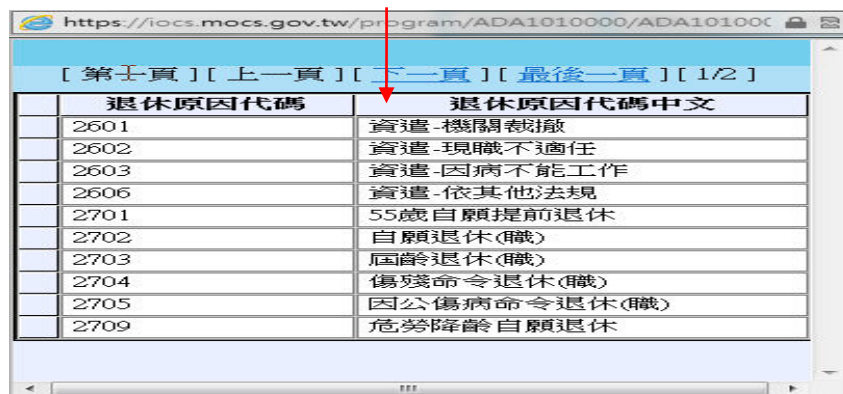 https://iocs.mocs.gov.tw/program/ADA1010000/ADA10100
[ 第一頁 ][ 上一頁 ][ 下一頁 ][ 最後一頁 ][ 1/2 ]
退休原因代碼 退休原因代碼中文
2601 資遣-機關裁撤
2602 資遣-現職不適任
2603 資遣-因病不能工作
2606 資遣-依其他法規
2701 55歲自願提前退休
2702 自願退休(職)
2703 屆齡退休(職)
2704 傷殘命令退休(職)
2705 因公傷病命令退休(職)
2709 危勞降齡自願退休